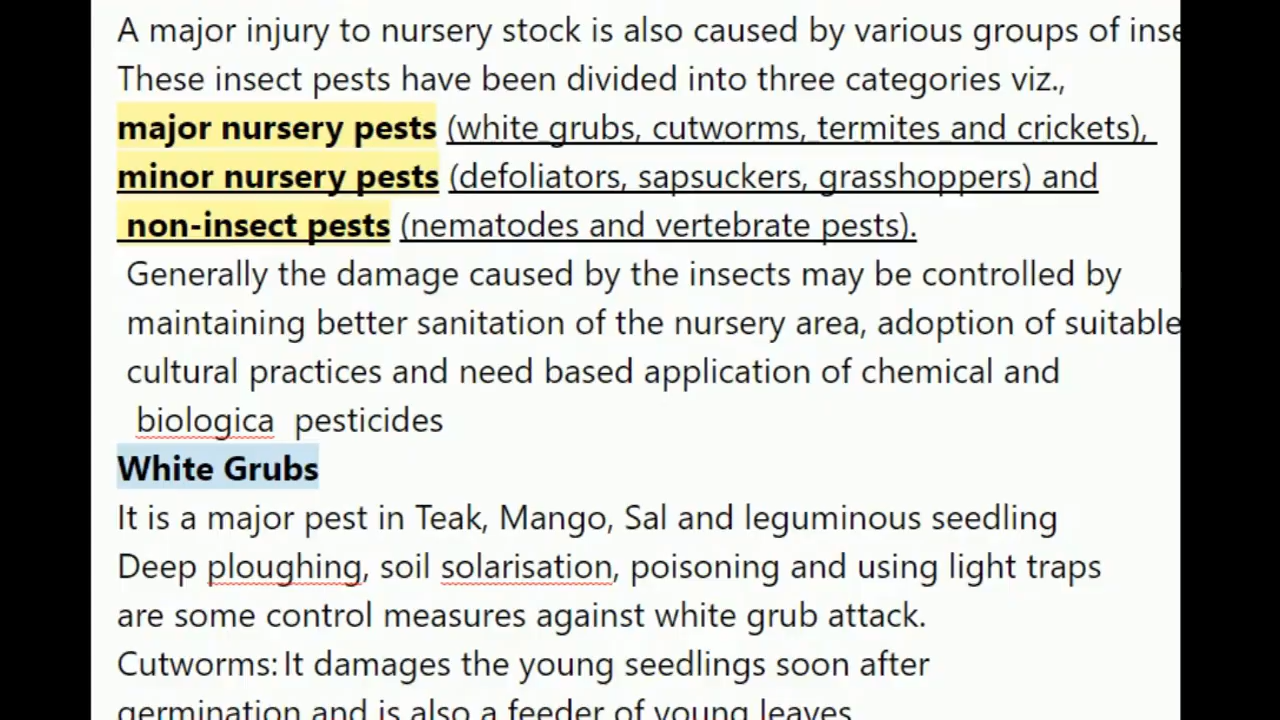 A major injury to nursery stock is also caused by various groups of
These insect pests have been divided into three categories viz.,
major nursery pests (white grubs, cutworms, termites and crickets),
minor nursery pests (defoliators, sapsuckers, grasshoppers) and
non-insect pests (nematodes and vertebrate pests).
Generally the damage caused by the insects may be controlled by
maintaining better sanitation of the nursery area, adoption of suitable
cultural practices and need based application of chemical and
biologica pesticides
White Grubs
It is a major pest in Teak, Mango, Sal and leguminous seedling
Deep ploughing, soil solarisation, poisoning and using light traps
are some control measures against white grub attack.
Cutworms: It damages the young seedlings soon after
germination and is also a feeder of young leaves